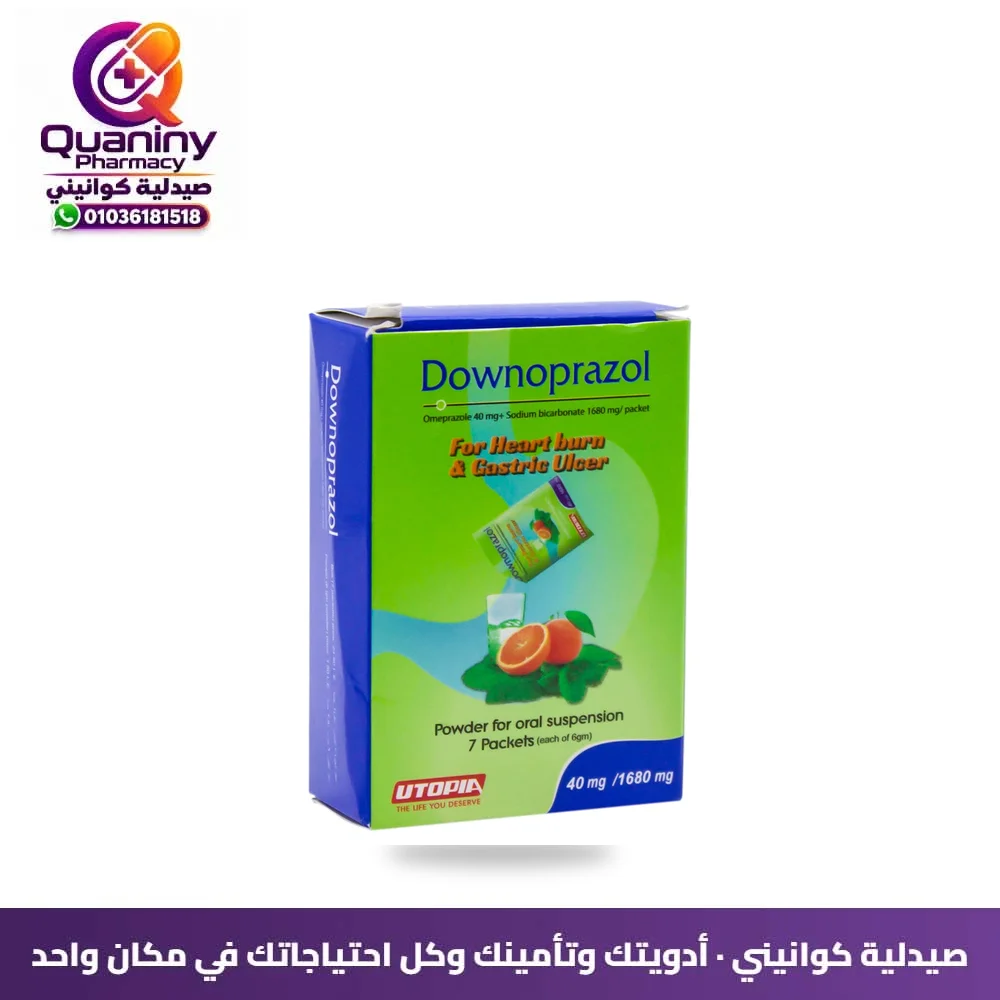 Quaniny
Pharmacy
صيدلية كوانيني
01036181518
Downoprazol
Omeprazole 40 mg+ Sodium bicarbonate 1680 mg/ packet
For Heart burn
& Gastric Ulcer
Downoprazol
UTOPIA
Downoprazol
Powder for oral suspension
7 Packets (each of 6gm)
40 mg /1680 mg
UTOPIA
THE LIFE YOU DESERVE
صيدلية كوانيني · أدويتك وتأمينك وكل احتياجاتك في مكان واحد